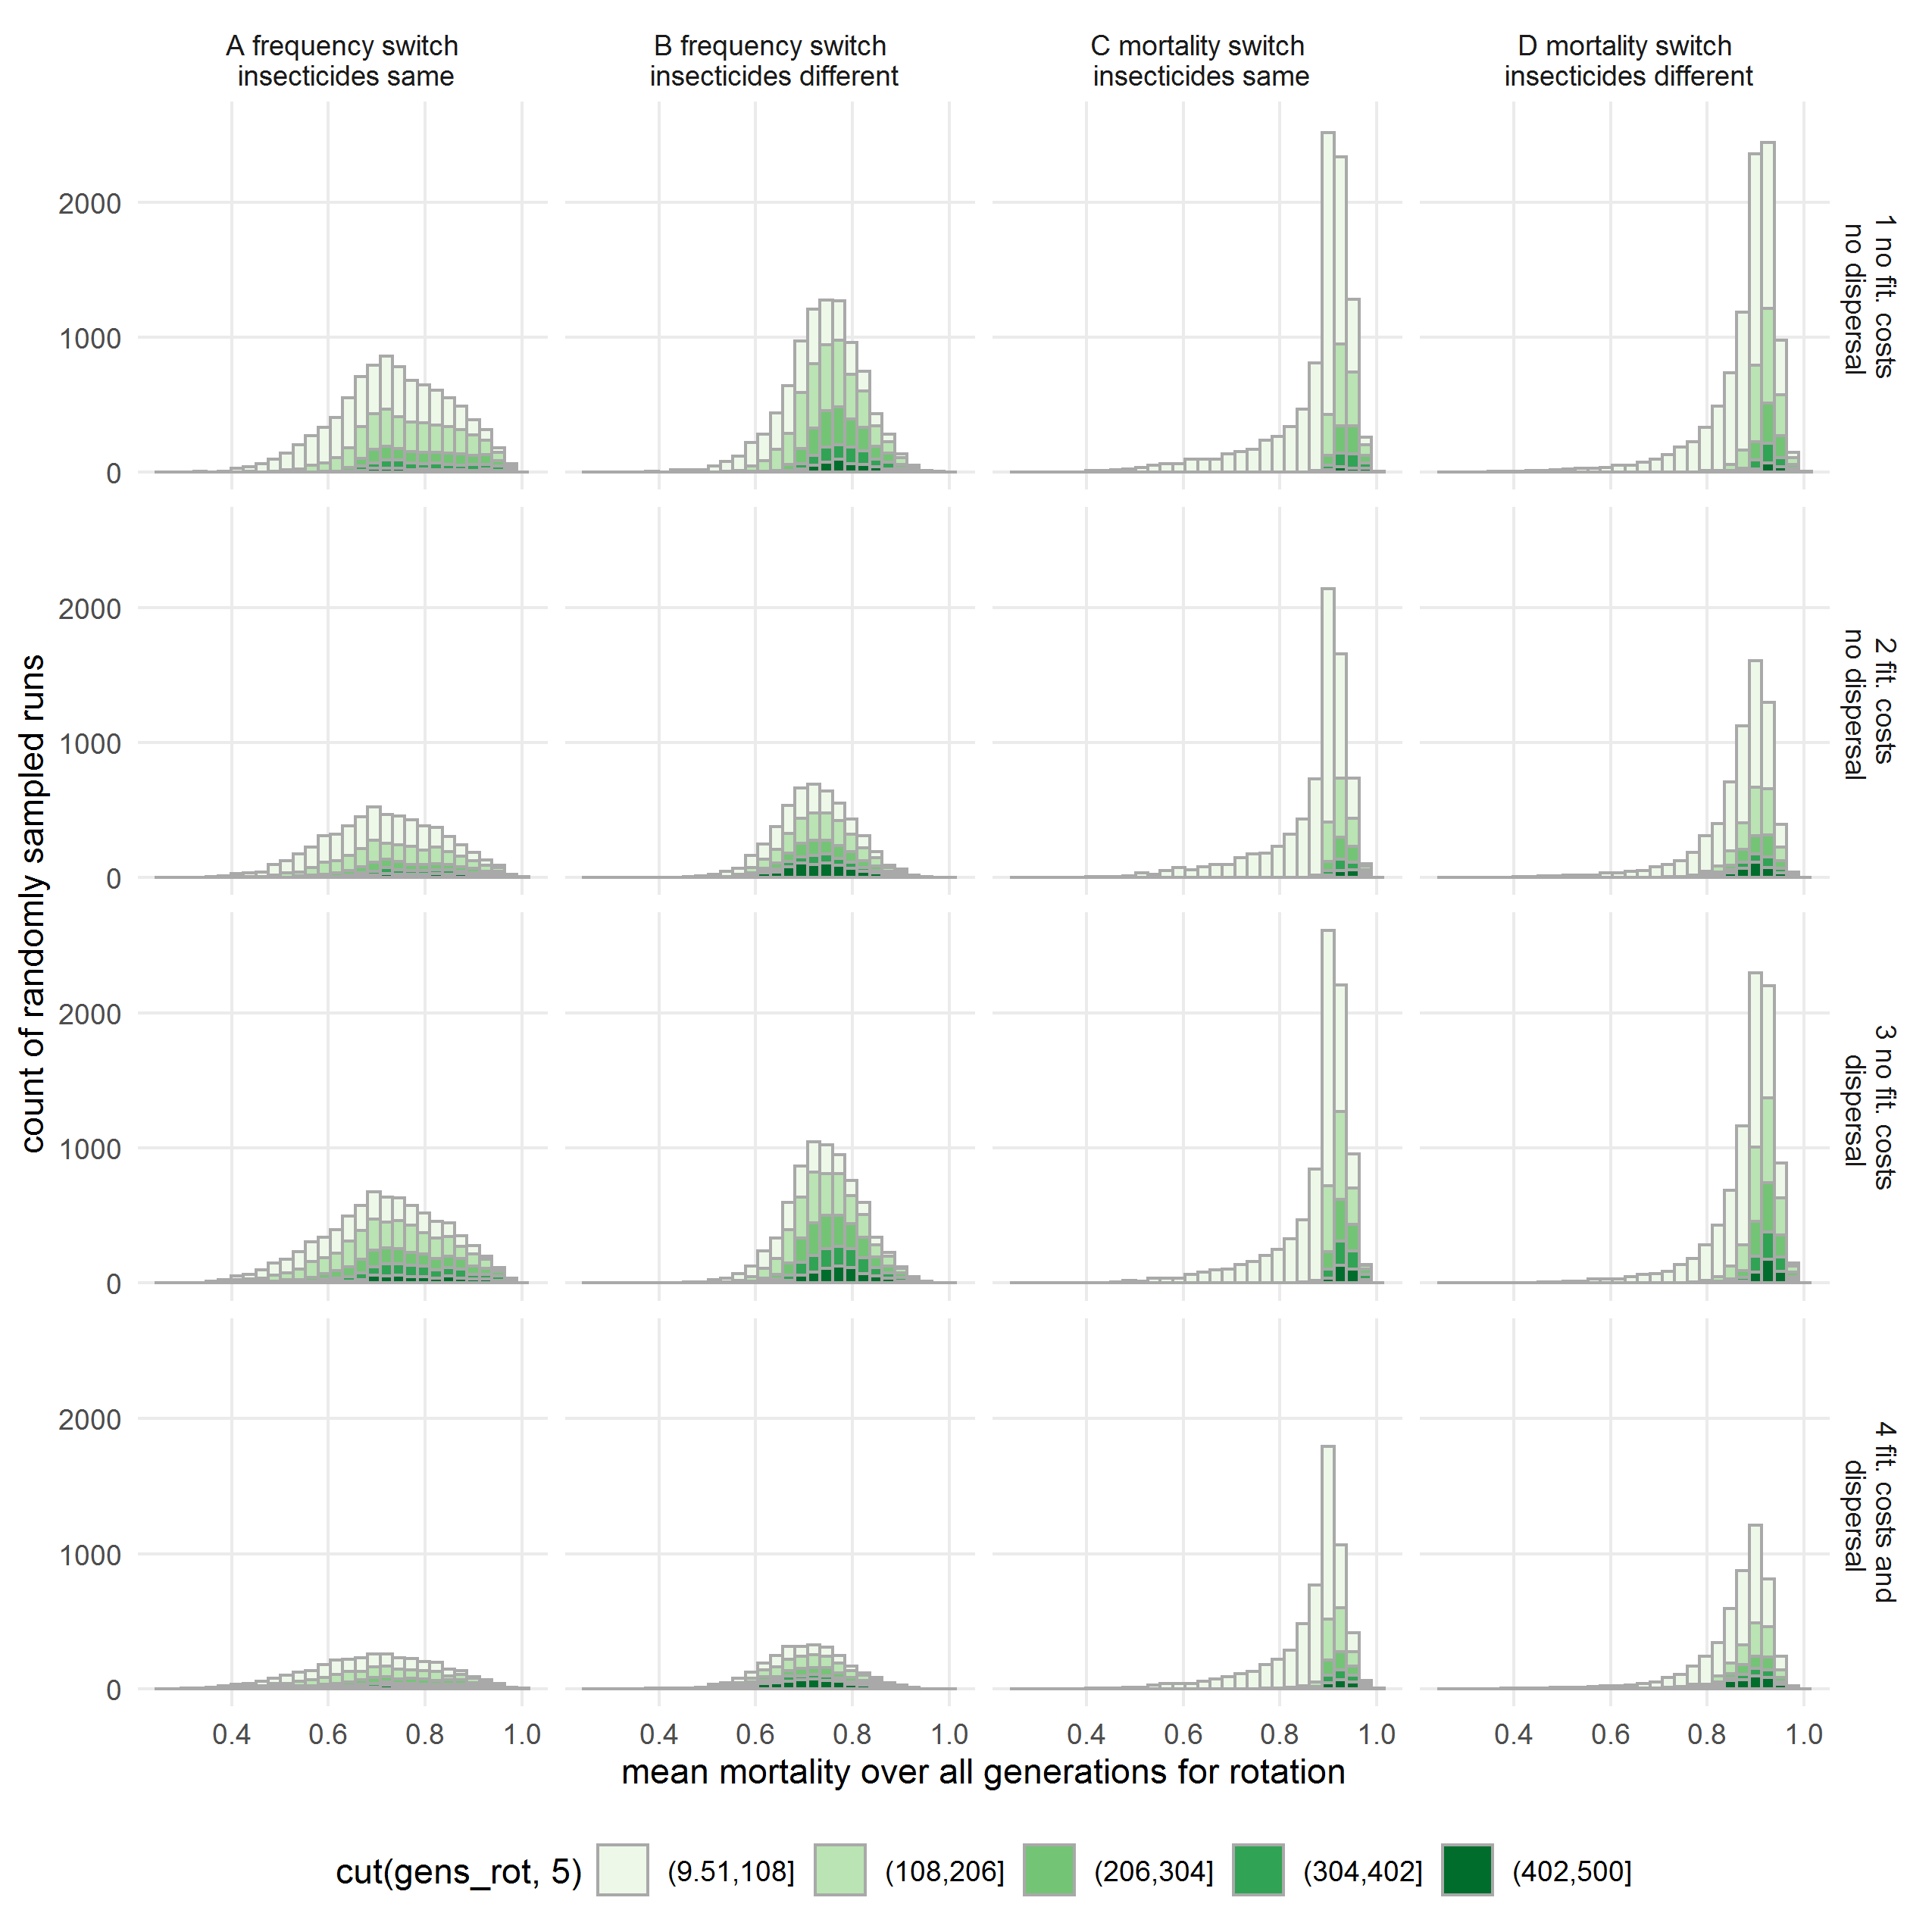 A frequency switch
insecticides same
B frequency switch
insecticides different
C mortality switch
insecticides same
D mortality switch
insecticides different
count of randomly sampled runs
2000
1000
0
1 no fit. costs
no dispersal
2000
1000
0
2 fit. costs
no dispersal
2000
1000
0
3 no fit. costs
dispersal
2000
1000
0
4 fit. costs and
dispersal
0.4 0.6 0.8 1.0 0.4 0.6 0.8 1.0 0.4 0.6 0.8 1.0 0.4 0.6 0.8 1.0
mean mortality over all generations for rotation
cut(gens_rot, 5) (9.51,108] (108,206] (206,304] (304,402] (402,500]